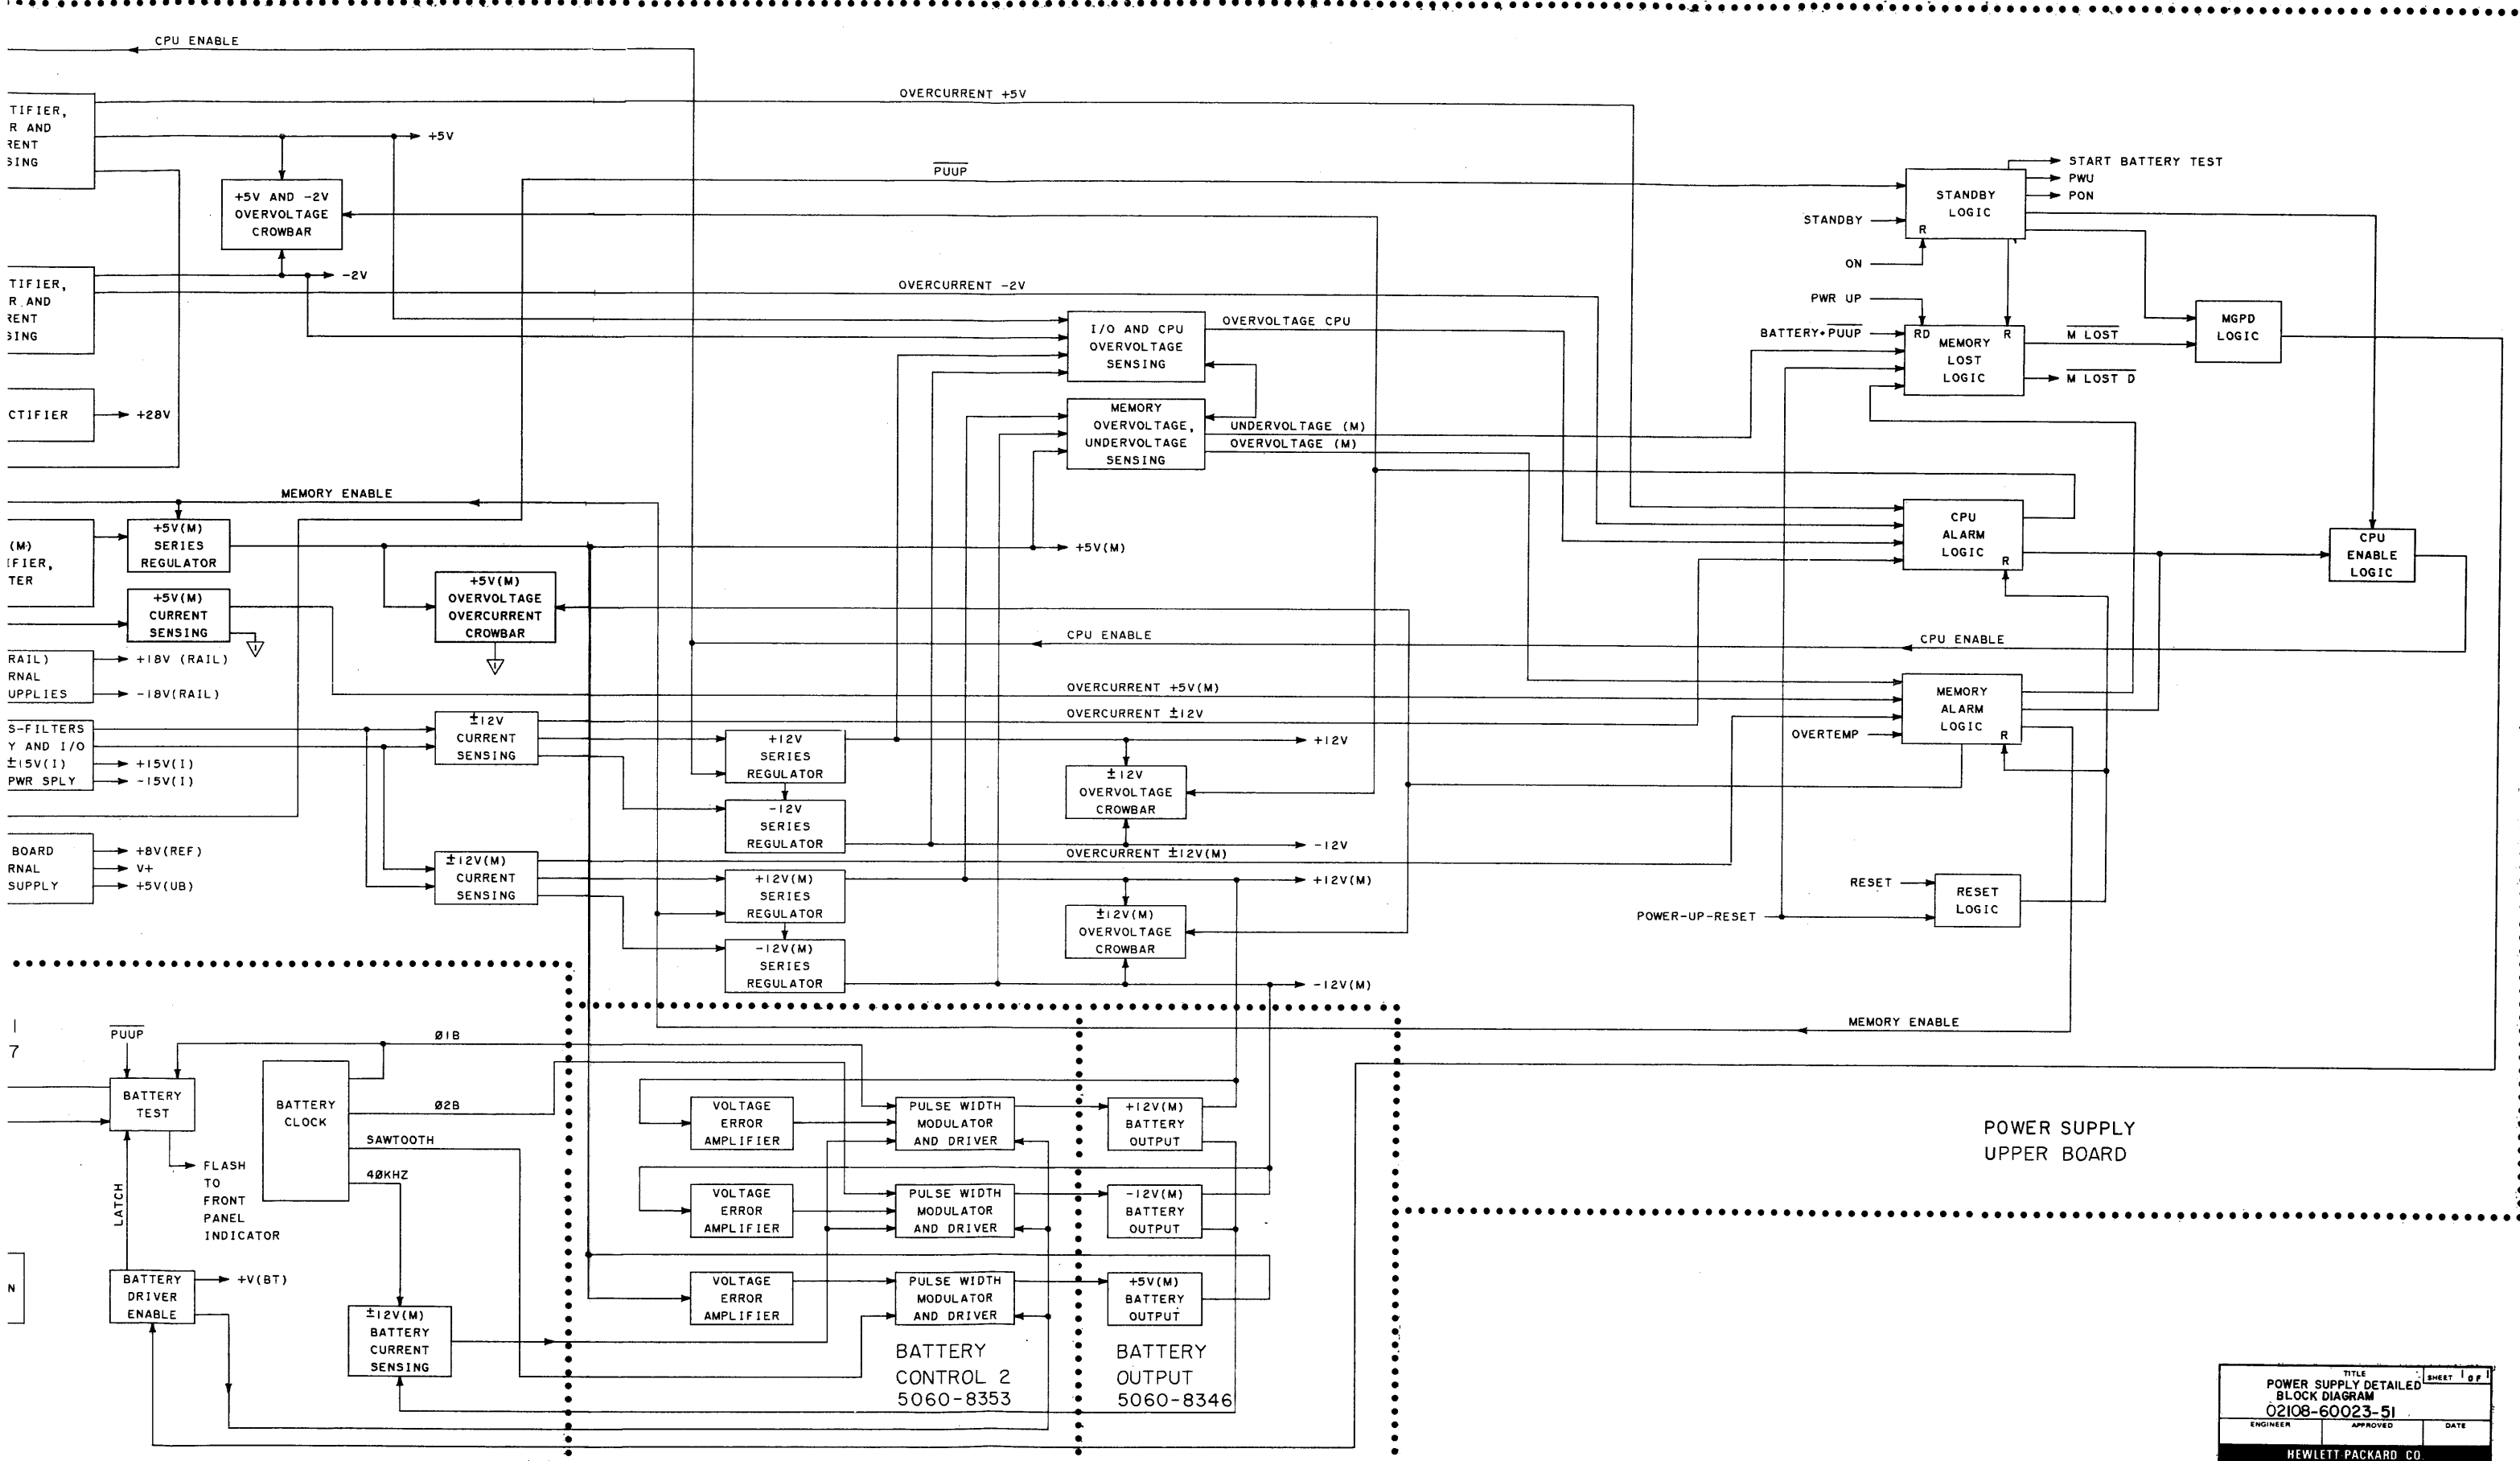 CPU ENABLE
OVERCURRENT +5V
TIFIER,
R AND
RENT
SING
+5V
PUUP
+5V AND -2V
OVERVOLTAGE
CROWBAR
START BATTERY TEST
PWU
PON
STANDBY
LOGIC
R
STANDBY
ON
-2V
TIFIER,
R AND
RENT
SING
OVERCURRENT -2V
I/O AND CPU
OVERVOLTAGE
SENSING
OVERVOLTAGE CPU
PWR UP
BATTERY•PUUP
RD
R
MEMORY
LOST
LOGIC
M LOST
M LOST D
MGPD
LOGIC
CTIFIER
+28V
MEMORY
OVERVOLTAGE,
UNDERVOLTAGE
SENSING
UNDERVOLTAGE (M)
OVERVOLTAGE (M)
MEMORY ENABLE
(M)
IFIER,
TER
+5V(M)
SERIES
REGULATOR
+5V(M)
CPU
ALARM
LOGIC
R
CPU
ENABLE
LOGIC
+5V(M)
CURRENT
SENSING
+5V(M)
OVERVOLTAGE
OVERCURRENT
CROWBAR
CPU ENABLE
CPU ENABLE
RAIL)
RNAL
UPPLIES
+18V (RAIL)
-18V(RAIL)
OVERCURRENT +5V(M)
OVERCURRENT ±12V
MEMORY
ALARM
LOGIC
R
OVERTEMP
S-FILTERS
Y AND I/O
±15V(I)
PWR SPLY
+15V(I)
-15V(I)
±12V
CURRENT
SENSING
+12V
SERIES
REGULATOR
+12V
±12V
OVERVOLTAGE
CROWBAR
-12V
SERIES
REGULATOR
-12V
BOARD
RNAL
SUPPLY
+8V(REF)
V+
+5V(UB)
±12V(M)
CURRENT
SENSING
OVERCURRENT ±12V(M)
+12V(M)
SERIES
REGULATOR
+12V(M)
±12V(M)
OVERVOLTAGE
CROWBAR
-12V(M)
SERIES
REGULATOR
-12V(M)
RESET
POWER-UP-RESET
RESET
LOGIC
MEMORY ENABLE
1
7
PUUP
BATTERY
TEST
Ø1B
BATTERY
CLOCK
Ø2B
SAWTOOTH
4ØKHZ
FLASH
TO
FRONT
PANEL
INDICATOR
LATCH
VOLTAGE
ERROR
AMPLIFIER
PULSE WIDTH
MODULATOR
AND DRIVER
+12V(M)
BATTERY
OUTPUT
VOLTAGE
ERROR
AMPLIFIER
PULSE WIDTH
MODULATOR
AND DRIVER
-12V(M)
BATTERY
OUTPUT
N
BATTERY
DRIVER
ENABLE
+V(BT)
±12V(M)
BATTERY
CURRENT
SENSING
VOLTAGE
ERROR
AMPLIFIER
PULSE WIDTH
MODULATOR
AND DRIVER
+5V(M)
BATTERY
OUTPUT
BATTERY
CONTROL 2
5060-8353
BATTERY
OUTPUT
5060-8346
POWER SUPPLY
UPPER BOARD
TITLE
SHEET 1 OF 1
POWER SUPPLY DETAILED
BLOCK DIAGRAM
02108-60023-51
ENGINEER
APPROVED
DATE
HEWLETT-PACKARD CO.